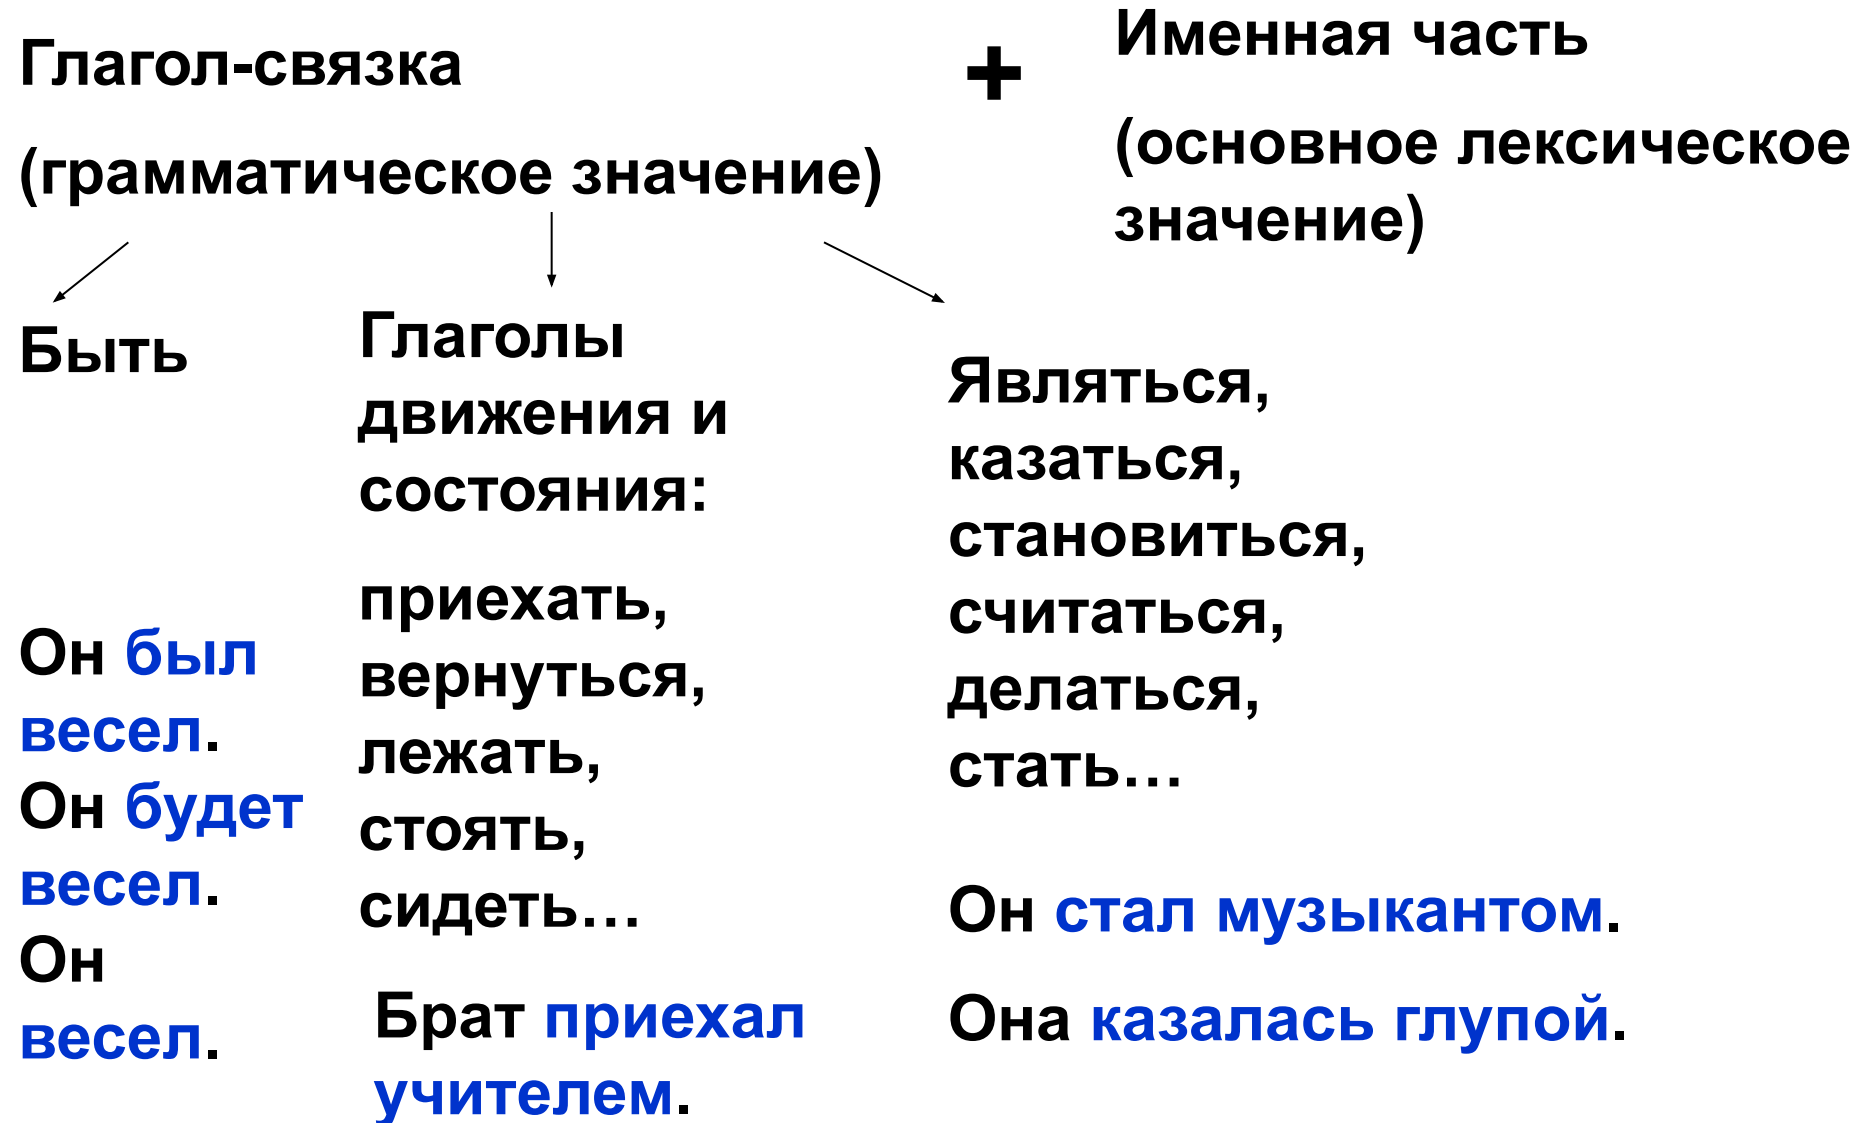 Глагол-связка
(грамматическое значение)
+
Именная часть
(основное лексическое
значение)
Быть
Он был
весел.
Он будет
весел.
Он
весел.
Глаголы
движения и
состояния:
приехать,
вернуться,
лежать,
стоять,
сидеть…
Брат приехал
учителем.
Являться,
казаться,
становиться,
считаться,
делаться,
стать…
Он стал музыкантом.
Она казалась глупой.